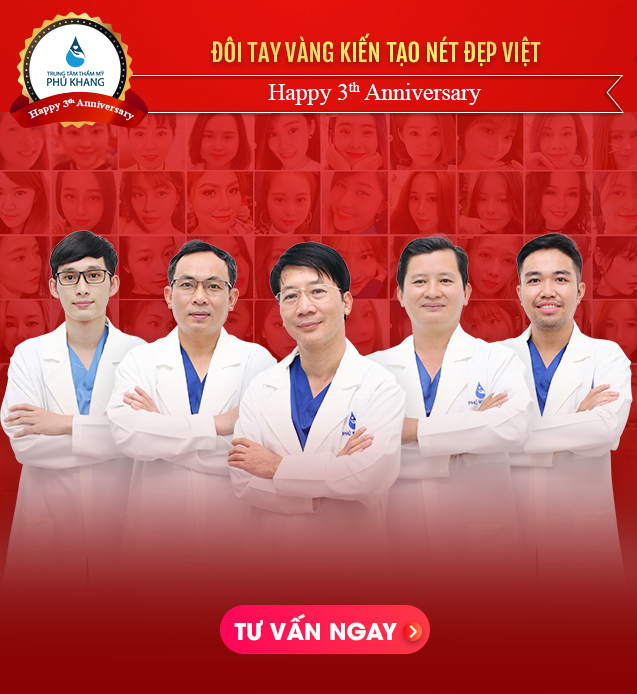 TRUNG TÂM THẨM MỸ
PHÚ KHANG
Happy 3th Anniversary
ĐÔI TAY VÀNG KIẾN TẠO NÉT ĐẸP VIỆT
Happy 3th Anniversary
TƯ VẤN NGAY